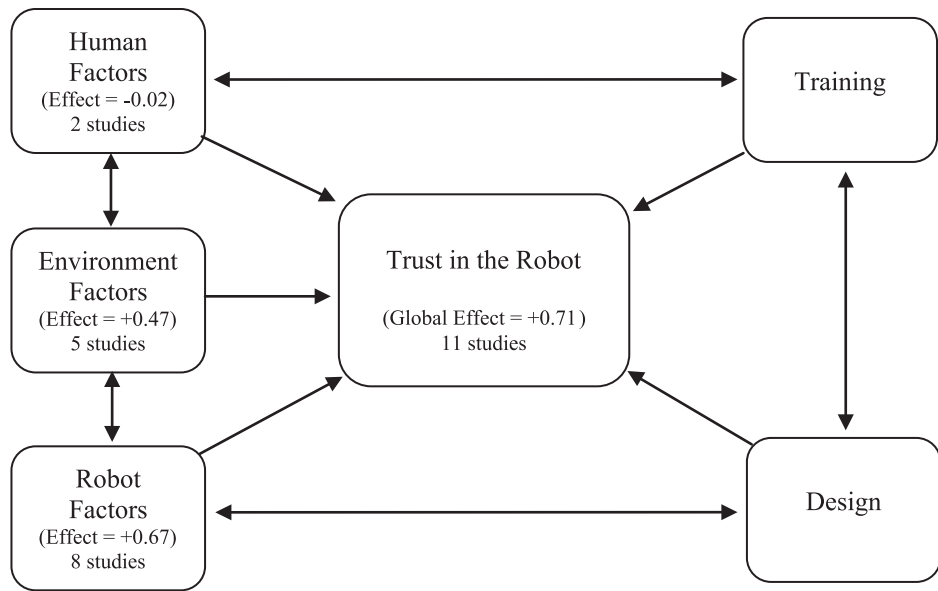 Human
Factors
(Effect = -0.02)
2 studies
Training
Environment
Factors
(Effect = +0.47)
5 studies
Trust in the Robot
(Global Effect = +0.71)
11 studies
Robot
Factors
(Effect = +0.67)
8 studies
Design